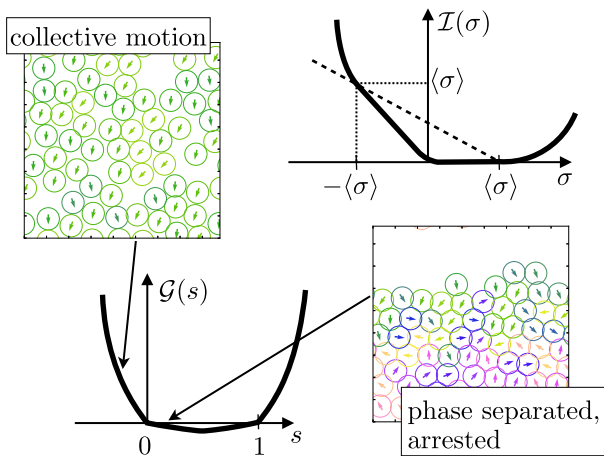 collective motion
𝓘(σ)
⟨σ⟩
−⟨σ⟩
⟨σ⟩
σ
𝒢(s)
0
1
s
phase separated,
arrested